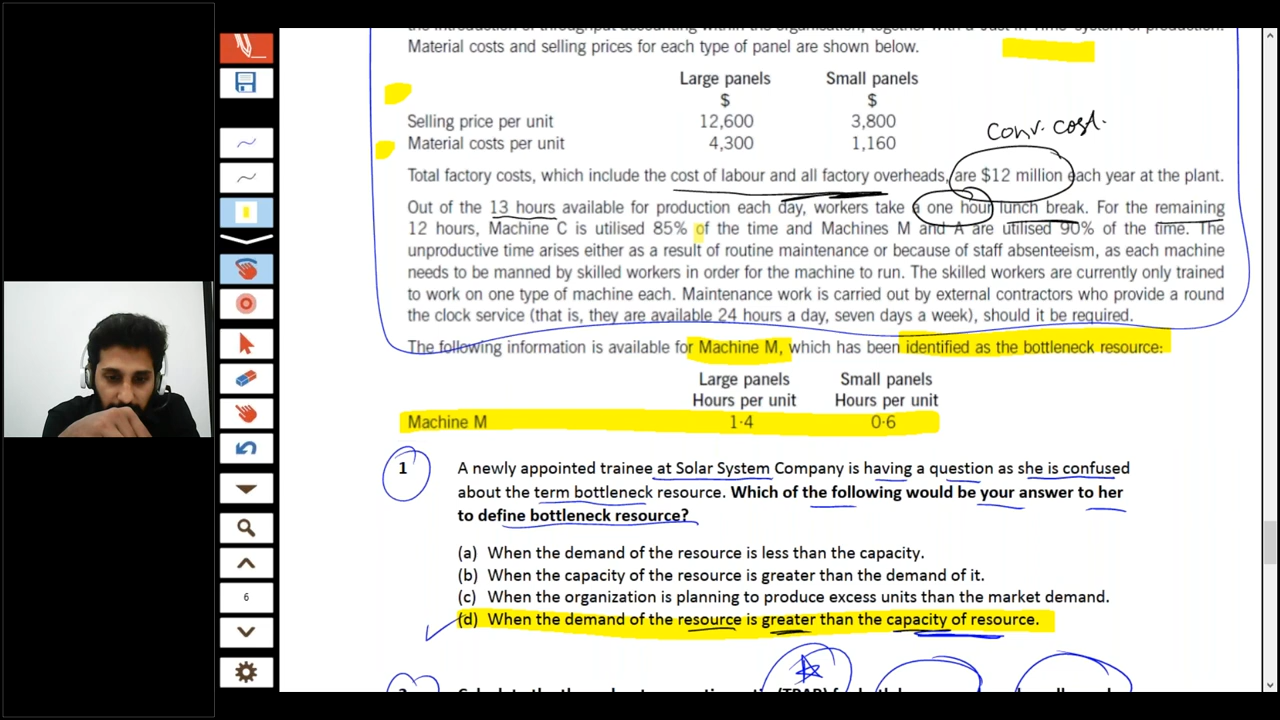 Material costs and selling prices for each type of panel are shown below.
Large panels Small panels
$ $
Selling price per unit 12,600 3,800
Material costs per unit 4,300 1,160
Conv. cost.
Total factory costs, which include the cost of labour and all factory overheads, are $12 million each year at the plant.
Out of the 13 hours available for production each day, workers take a one hour lunch break. For the remaining
12 hours, Machine C is utilised 85% of the time and Machines M and A are utilised 90% of the time. The
unproductive time arises either as a result of routine maintenance or because of staff absenteeism, as each machine
needs to be manned by skilled workers in order for the machine to run. The skilled workers are currently only trained
to work on one type of machine each. Maintenance work is carried out by external contractors who provide a round
the clock service (that is, they are available 24 hours a day, seven days a week), should it be required.
The following information is available for Machine M, which has been identified as the bottleneck resource:
Large panels Small panels
Hours per unit Hours per unit
Machine M 1·4 0·6
1 A newly appointed trainee at Solar System Company is having a question as she is confused
about the term bottleneck resource. Which of the following would be your answer to her
to define bottleneck resource?
(a) When the demand of the resource is less than the capacity.
(b) When the capacity of the resource is greater than the demand of it.
(c) When the organization is planning to produce excess units than the market demand.
(d) When the demand of the resource is greater than the capacity of resource.
6